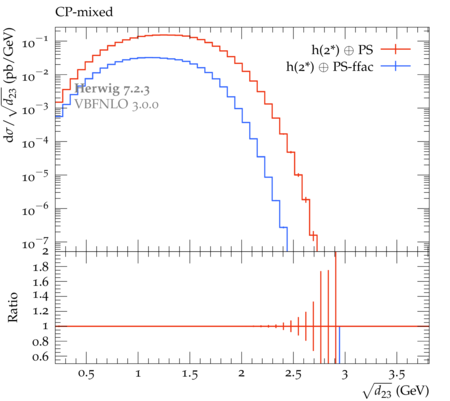 CP-mixed
h(2*) ⊕ PS
h(2*) ⊕ PS-ffac
Herwig 7.2.3
VBFNLO 3.0.0
dσ/√d₂₃ (pb/GeV)
10⁻¹
10⁻²
10⁻³
10⁻⁴
10⁻⁵
10⁻⁶
10⁻⁷
2
1.8
1.6
1.4
1.2
1
0.8
0.6
Ratio
0.5 1 1.5 2 2.5 3 3.5
√d₂₃ (GeV)